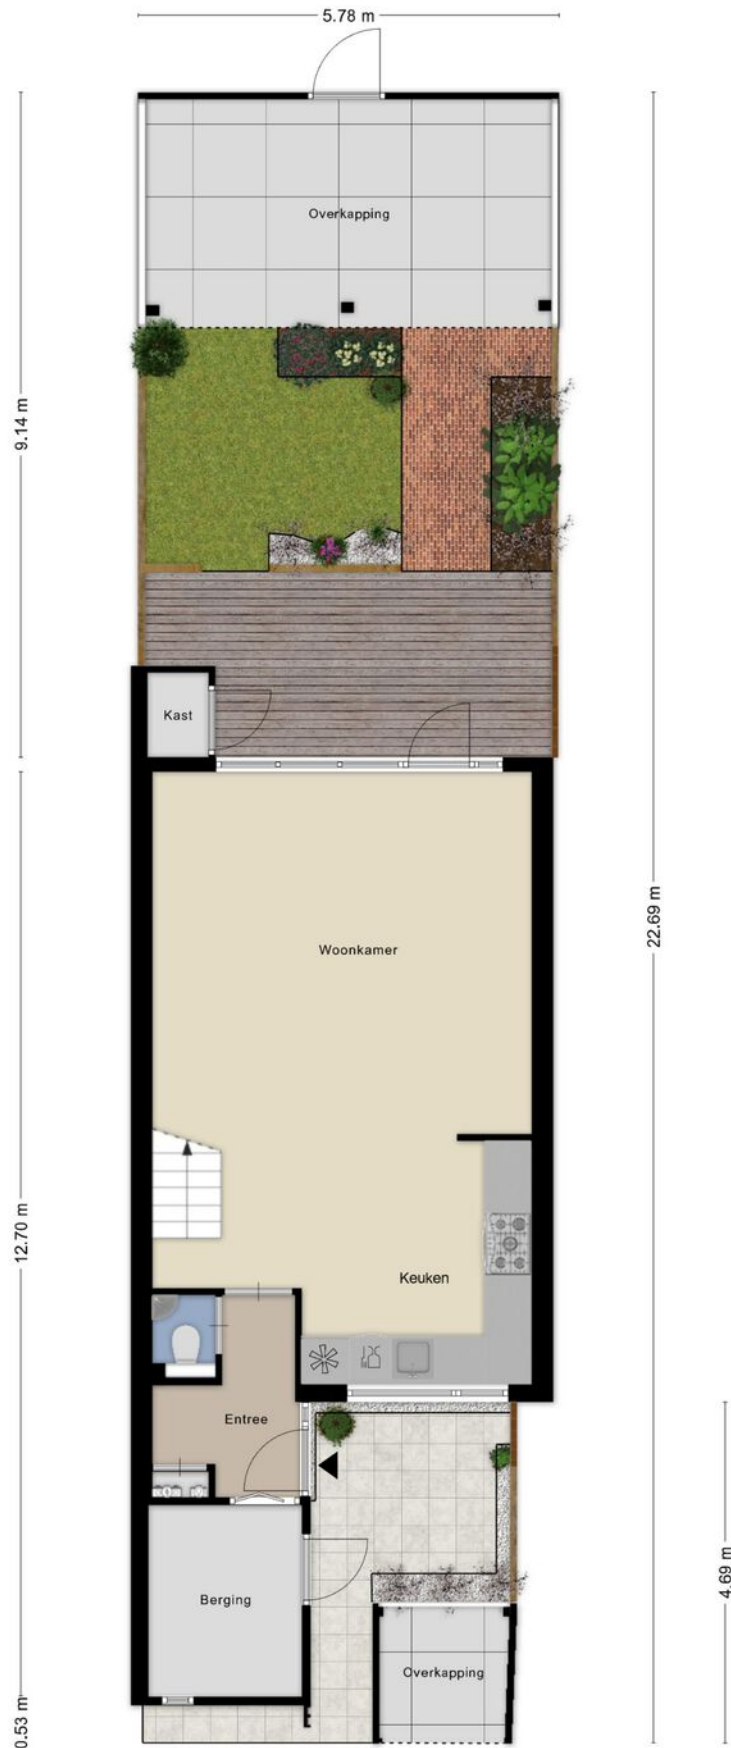 5.78 m
Overkapping
9.14 m
Kast
22.69 m
Woonkamer
12.70 m
Keuken
Entree
4.69 m
Berging
Overkapping
0.53 m